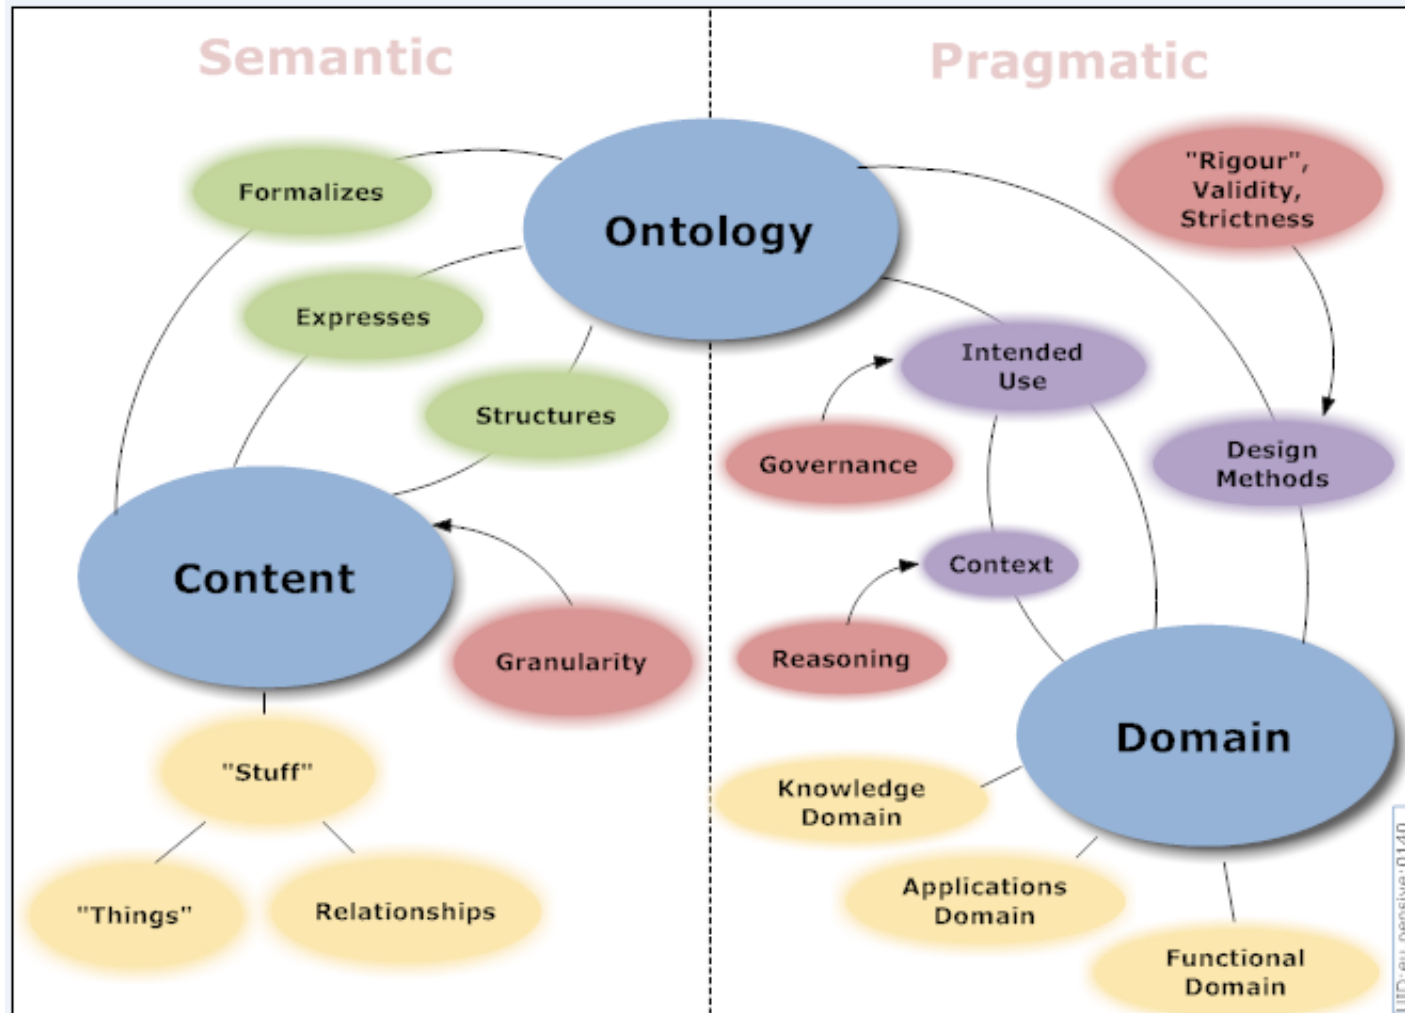 Semantic
Pragmatic
Ontology
Formalizes
Expresses
Structures
"Rigour",
Validity,
Strictness
Intended
Use
Governance
Design
Methods
Context
Reasoning
Content
Granularity
Domain
"Stuff"
"Things"
Relationships
Knowledge
Domain
Applications
Domain
Functional
Domain